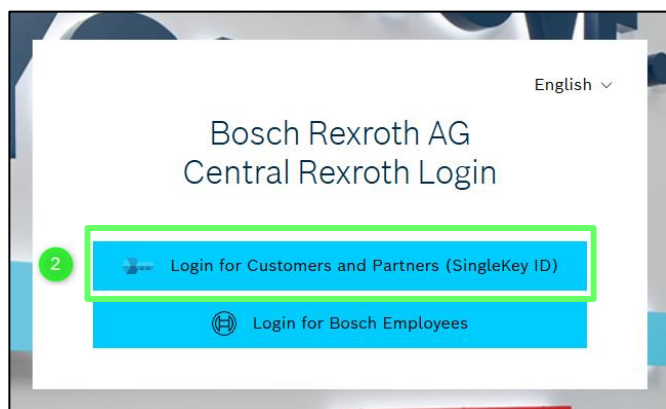 English
Bosch Rexroth AG
Central Rexroth Login
2
Login for Customers and Partners (SingleKey ID)
Login for Bosch Employees